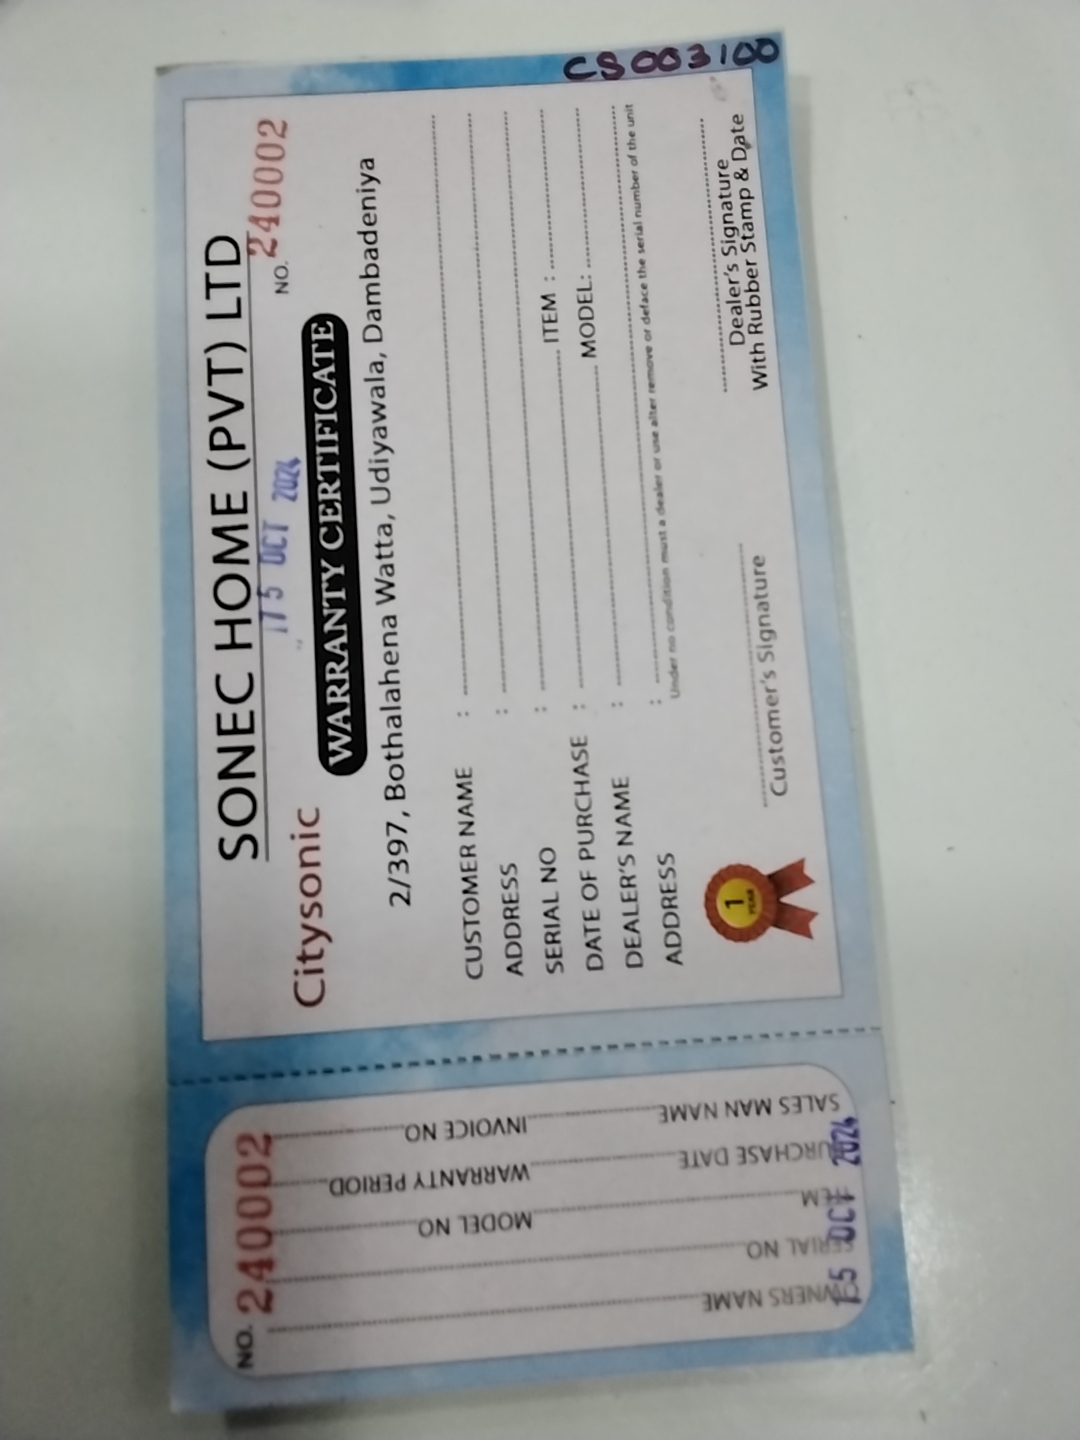 CS003100
SONEC HOME (PVT) LTD
NO. 240002
15 OCT 2024
Citysonic
WARRANTY CERTIFICATE
2/397, Bothalahena Watta, Udiyawala, Dambadeniya
CUSTOMER NAME :
ADDRESS :
SERIAL NO : ITEM :
DATE OF PURCHASE : MODEL:
DEALER'S NAME :
ADDRESS :
Under no condition must a dealer or use alter remove or deface the serial number of the unit
1
YEAR
Customer's Signature
Dealer's Signature
With Rubber Stamp & Date
NO. 240002
OWNERS NAME
SERIAL NO
ITEM MODEL NO
PURCHASE DATE WARRANTY PERIOD
SALES MAN NAME INVOICE NO
15 OCT 2024